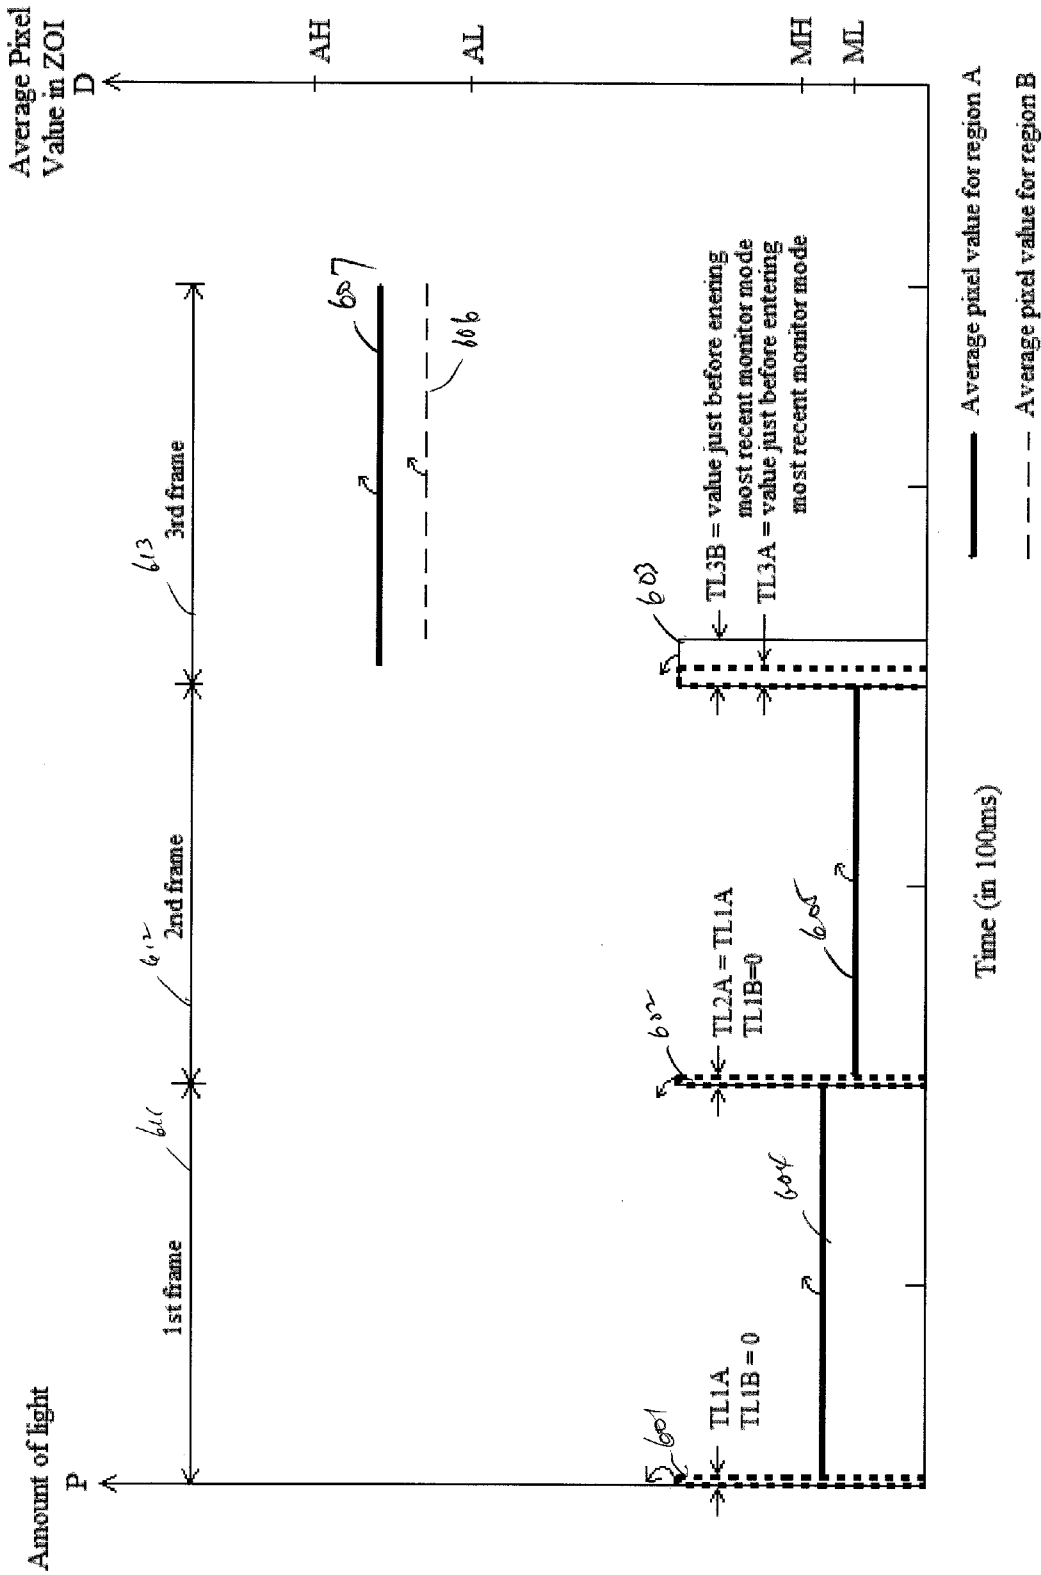 Amount of light
P
Average Pixel
Value in ZOI
D
1st frame
2nd frame
3rd frame
611
612
613
AH
AL
MH
ML
607
606
601
602
603
TL1A
TL1B = 0
TL2A = TL1A
TL1B=0
TL3B = value just before enering
most recent monitor mode
TL3A = value just before entering
most recent monitor mode
604
605
Time (in 100ms)
Average pixel value for region A
Average pixel value for region B